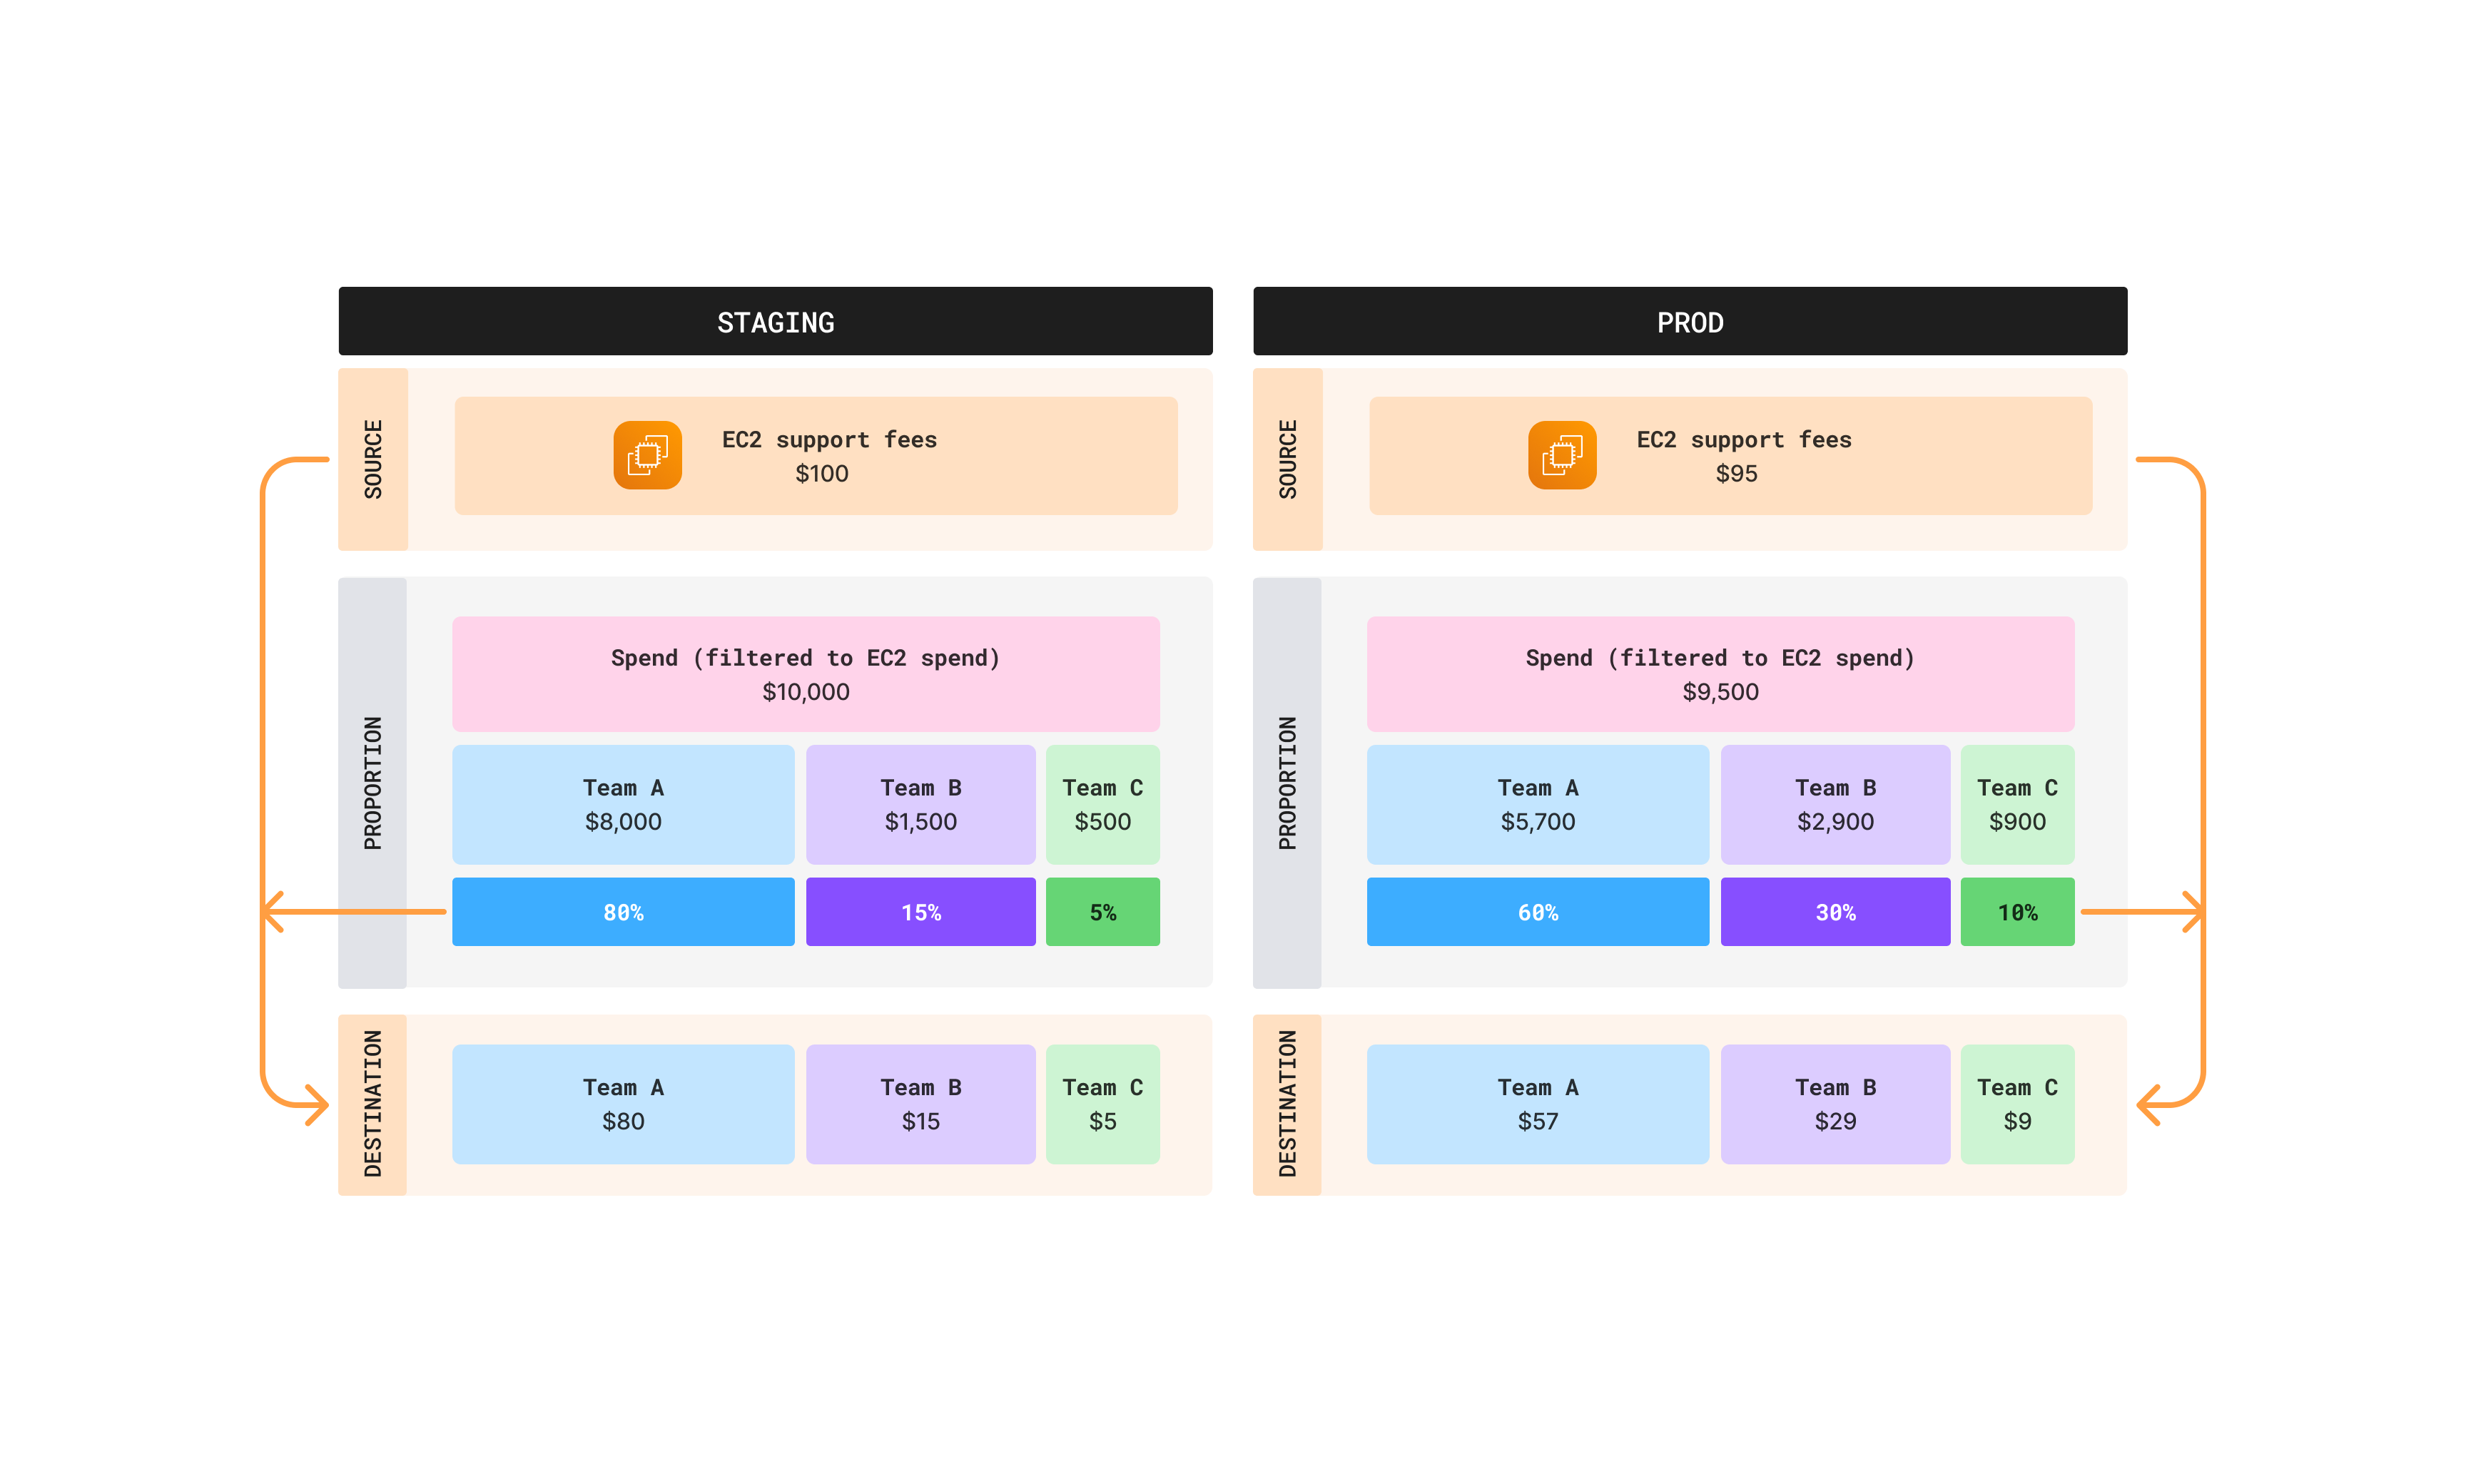 STAGING
SOURCE
EC2 support fees
$100
PROPORTION
Spend (filtered to EC2 spend)
$10,000
Team A
$8,000
Team B
$1,500
Team C
$500
80%
15%
5%
DESTINATION
Team A
$80
Team B
$15
Team C
$5
PROD
SOURCE
EC2 support fees
$95
PROPORTION
Spend (filtered to EC2 spend)
$9,500
Team A
$5,700
Team B
$2,900
Team C
$900
60%
30%
10%
DESTINATION
Team A
$57
Team B
$29
Team C
$9